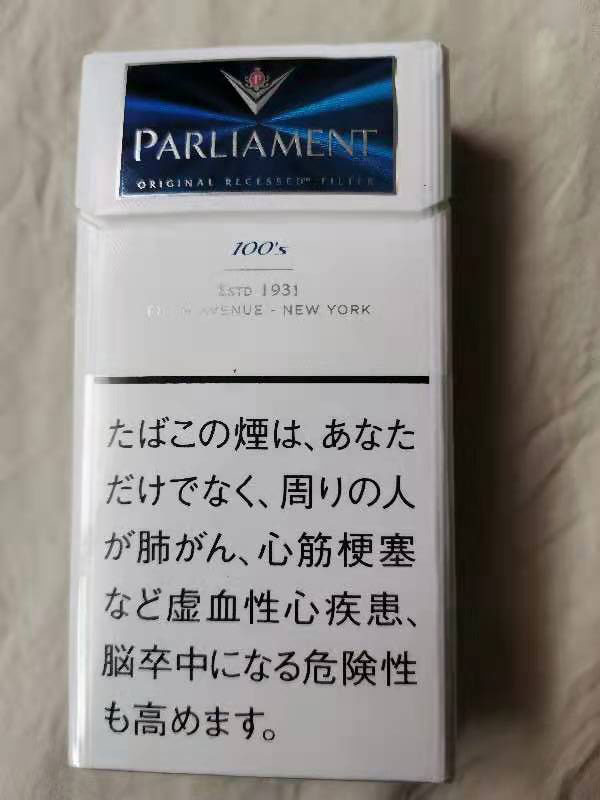 P
PARLIAMENT
ORIGINAL RECESSED™ FILTER
100's
ESTD 1931
FIFTH AVENUE - NEW YORK
たばこの煙は、あなた
だけでなく、周りの人
が肺がん、心筋梗塞
など虚血性心疾患、
脳卒中になる危険性
も高めます。